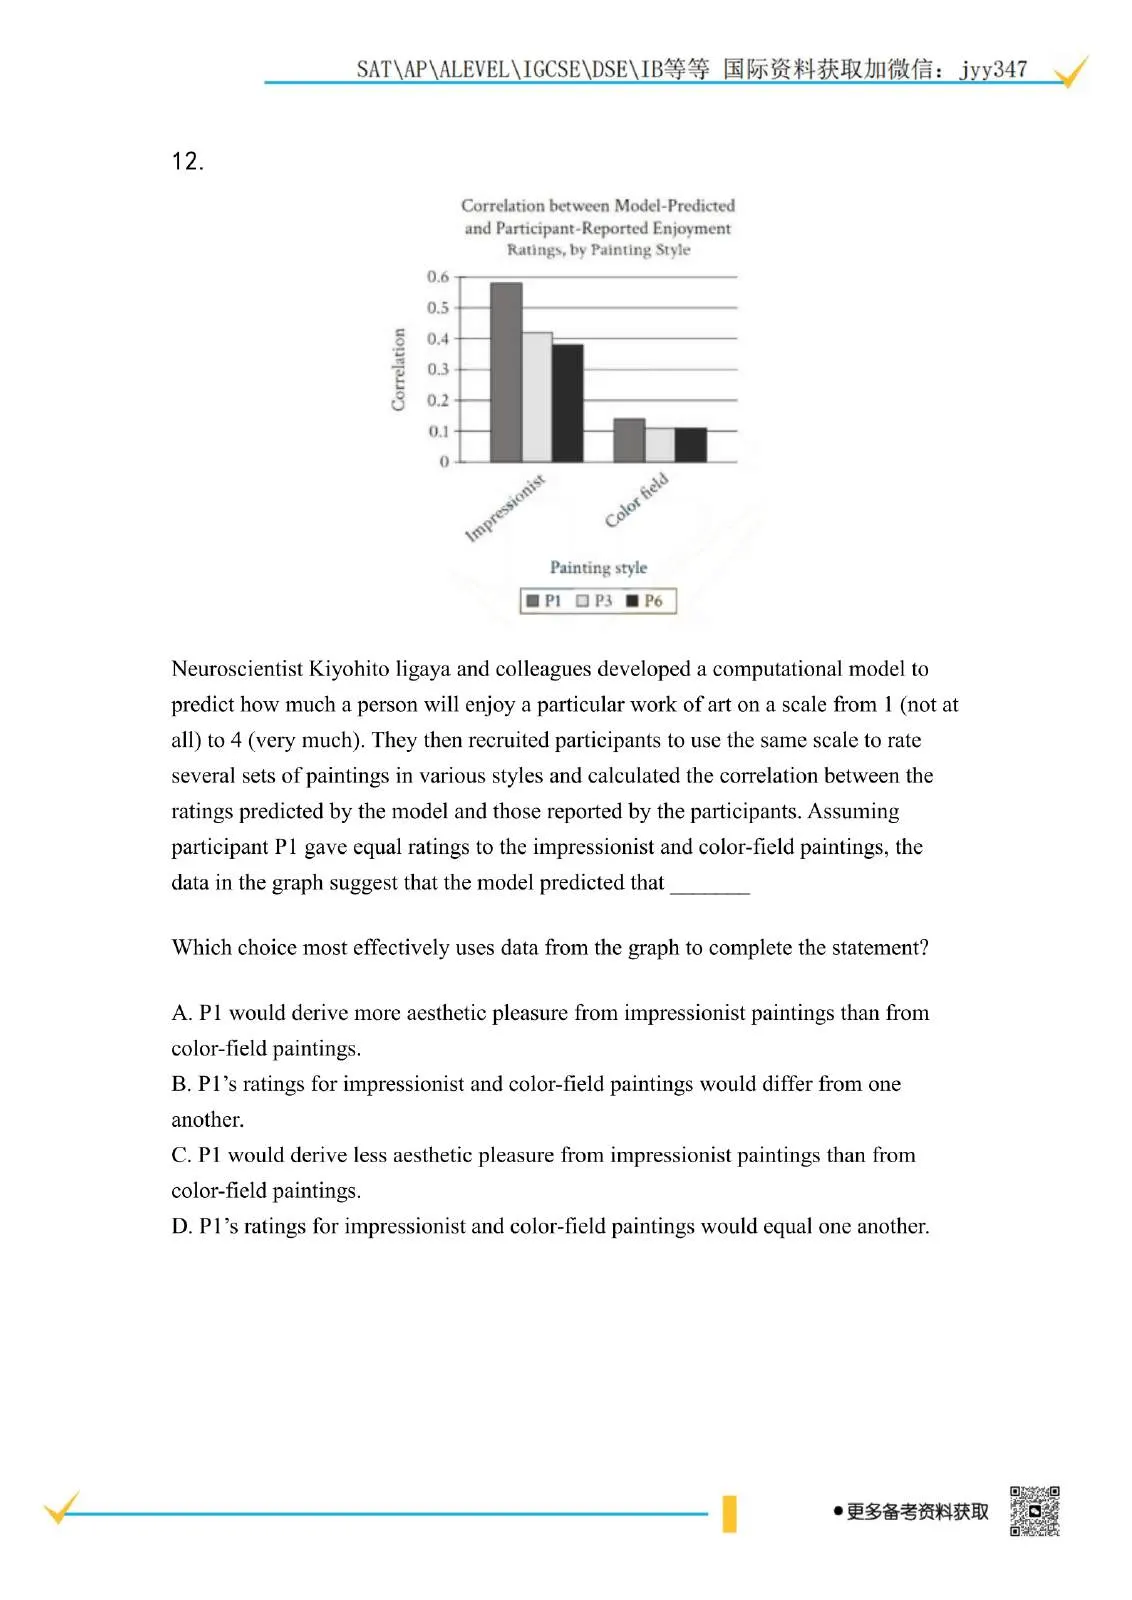 SAT\AP\ALEVEL\IGCSE\DSE\IB等等 国际资料获取加微信：jyy347
12.
Correlation between Model-Predicted
and Participant-Reported Enjoyment
Ratings, by Painting Style
0.6
0.5
0.4
0.3
0.2
0.1
0
Correlation
Impressionist
Color field
Painting style
P1 P3 P6
Neuroscientist Kiyohito ligaya and colleagues developed a computational model to
predict how much a person will enjoy a particular work of art on a scale from 1 (not at
all) to 4 (very much). They then recruited participants to use the same scale to rate
several sets of paintings in various styles and calculated the correlation between the
ratings predicted by the model and those reported by the participants. Assuming
participant P1 gave equal ratings to the impressionist and color-field paintings, the
data in the graph suggest that the model predicted that _______
Which choice most effectively uses data from the graph to complete the statement?
A. P1 would derive more aesthetic pleasure from impressionist paintings than from
color-field paintings.
B. P1’s ratings for impressionist and color-field paintings would differ from one
another.
C. P1 would derive less aesthetic pleasure from impressionist paintings than from
color-field paintings.
D. P1’s ratings for impressionist and color-field paintings would equal one another.
●更多备考资料获取